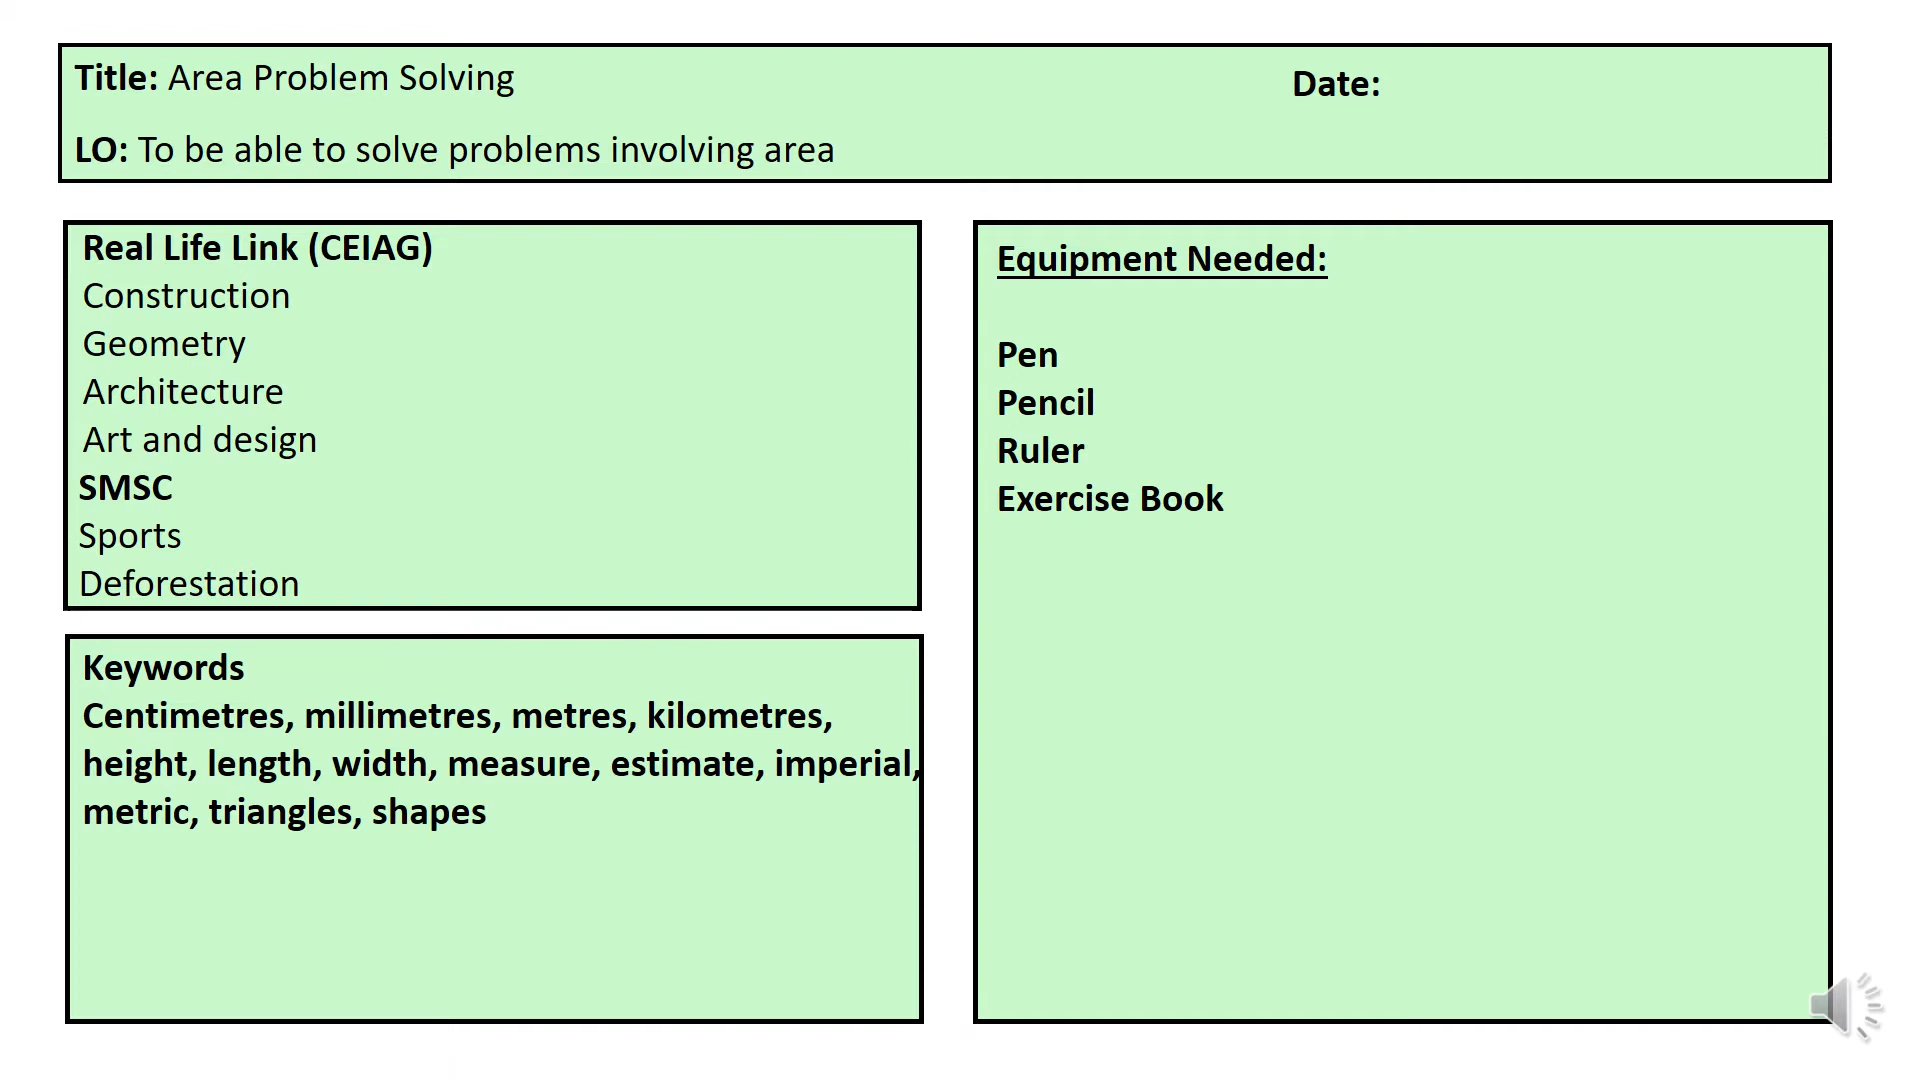 Title: Area Problem Solving
Date:
LO: To be able to solve problems involving area
Real Life Link (CEIAG)
Construction
Geometry
Architecture
Art and design
SMSC
Sports
Deforestation
Keywords
Centimetres, millimetres, metres, kilometres,
height, length, width, measure, estimate, imperial,
metric, triangles, shapes
Equipment Needed:
Pen
Pencil
Ruler
Exercise Book